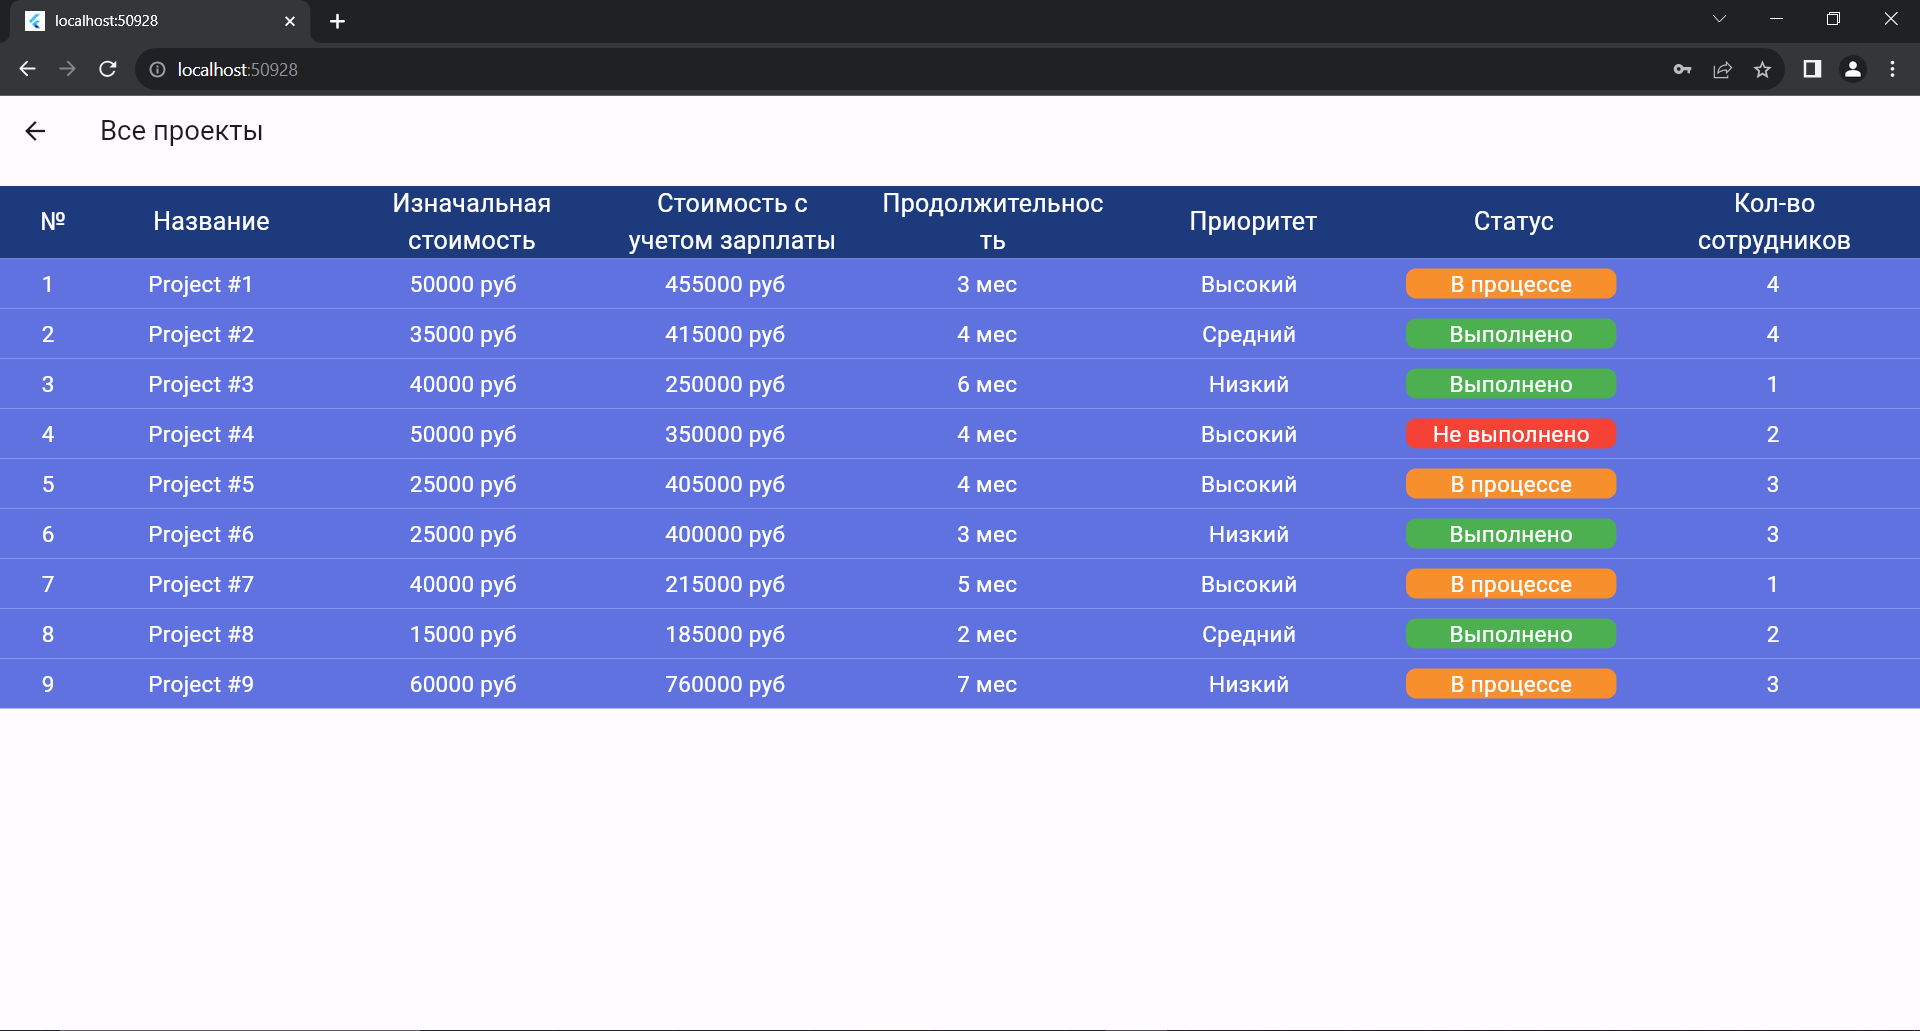 localhost:50928
localhost:50928
Все проекты
№ Название Изначальная стоимость Стоимость с учетом зарплаты Продолжительнос ть Приоритет Статус Кол-во сотрудников
1 Project #1 50000 руб 455000 руб 3 мес Высокий В процессе 4
2 Project #2 35000 руб 415000 руб 4 мес Средний Выполнено 4
3 Project #3 40000 руб 250000 руб 6 мес Низкий Выполнено 1
4 Project #4 50000 руб 350000 руб 4 мес Высокий Не выполнено 2
5 Project #5 25000 руб 405000 руб 4 мес Высокий В процессе 3
6 Project #6 25000 руб 400000 руб 3 мес Низкий Выполнено 3
7 Project #7 40000 руб 215000 руб 5 мес Высокий В процессе 1
8 Project #8 15000 руб 185000 руб 2 мес Средний Выполнено 2
9 Project #9 60000 руб 760000 руб 7 мес Низкий В процессе 3